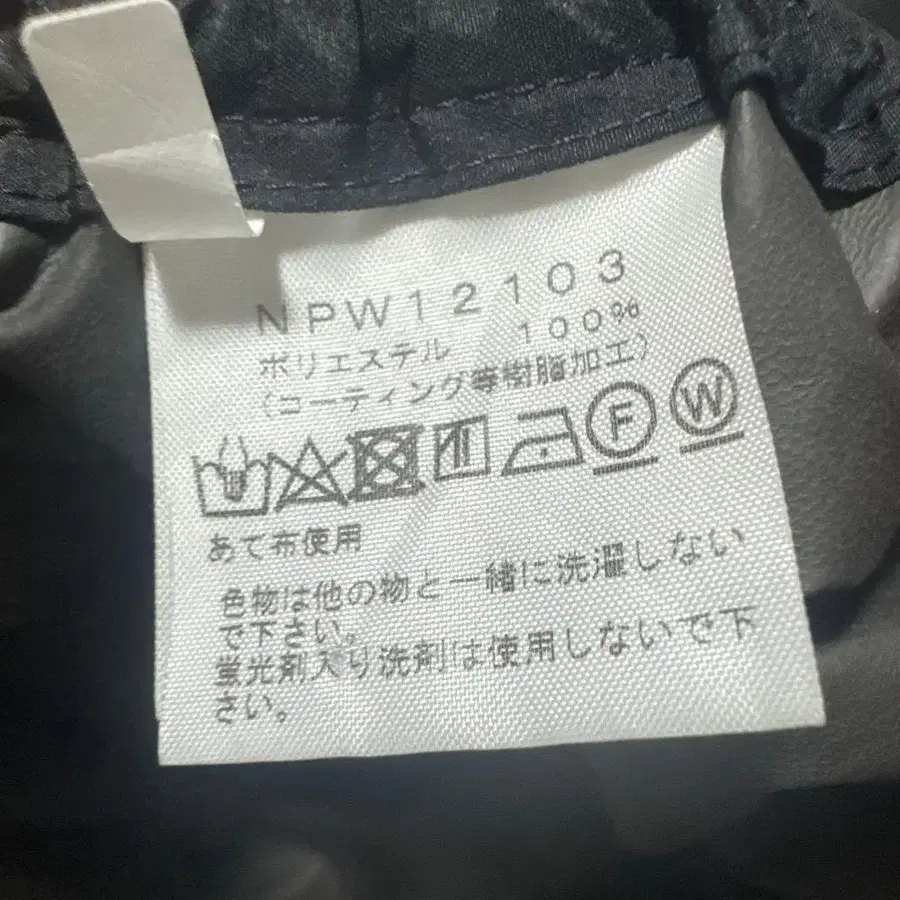 NPW12103
ポリエステル 100%
(コーティング等樹脂加工)
F W
あて布使用
色物は他の物と一緒に洗濯しない
で下さい。
蛍光剤入り洗剤は使用しないで下
さい。